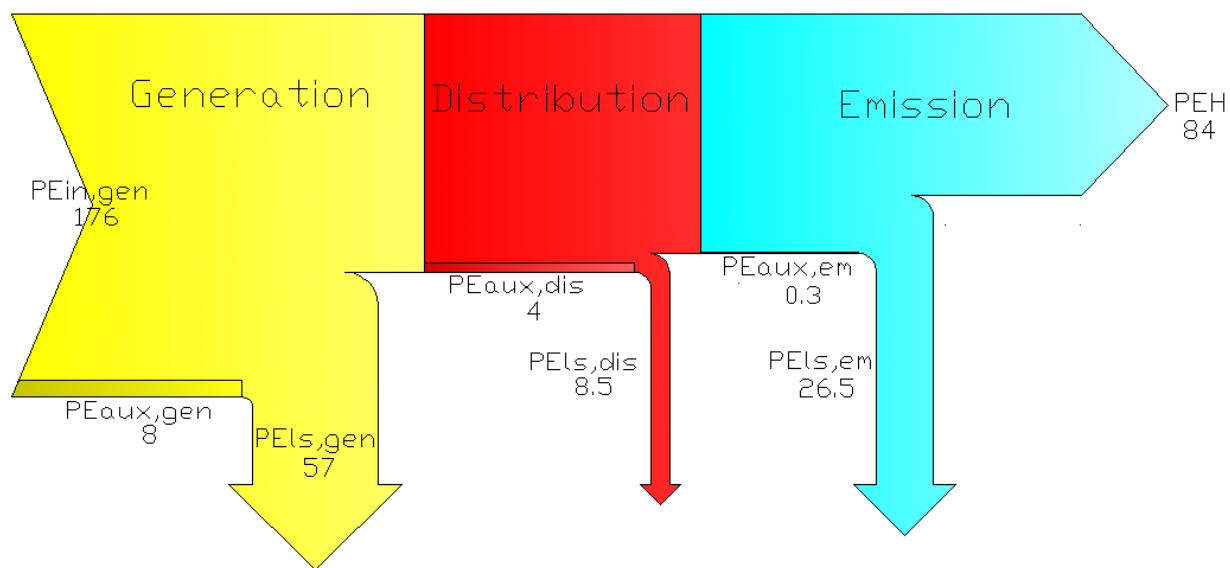 Generation
Distribution
Emission
PEH
84
PEin,gen
176
PEaux,em
0.3
PEaux,dis
4
PEls,dis
8.5
PEls,em
26.5
PEaux,gen
8
PEls,gen
57